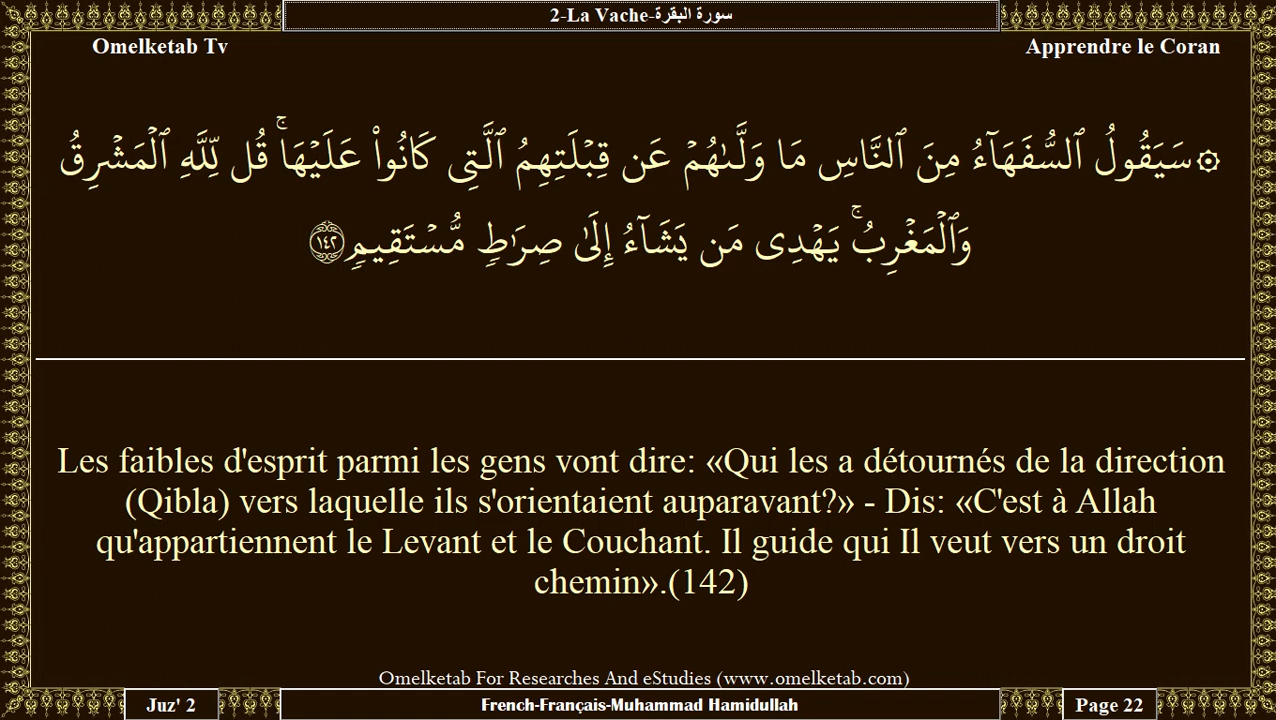 2-La Vache-سورة البقرة
Omelketab Tv
Apprendre le Coran
۞ سَيَقُولُ ٱلسُّفَهَآءُ مِنَ ٱلنَّاسِ مَا وَلَّىٰهُمْ عَن قِبْلَتِهِمُ ٱلَّتِى كَانُوا۟ عَلَيْهَا ۚ قُل لِّلَّهِ ٱلْمَشْرِقُ
وَٱلْمَغْرِبُ ۚ يَهْدِى مَن يَشَآءُ إِلَىٰ صِرَٰطٍ مُّسْتَقِيمٍ ١٤٢
Les faibles d'esprit parmi les gens vont dire: «Qui les a détournés de la direction
(Qibla) vers laquelle ils s'orientaient auparavant?» - Dis: «C'est à Allah
qu'appartiennent le Levant et le Couchant. Il guide qui Il veut vers un droit
chemin».(142)
Omelketab For Researches And eStudies (www.omelketab.com)
Juz' 2
French-Français-Muhammad Hamidullah
Page 22